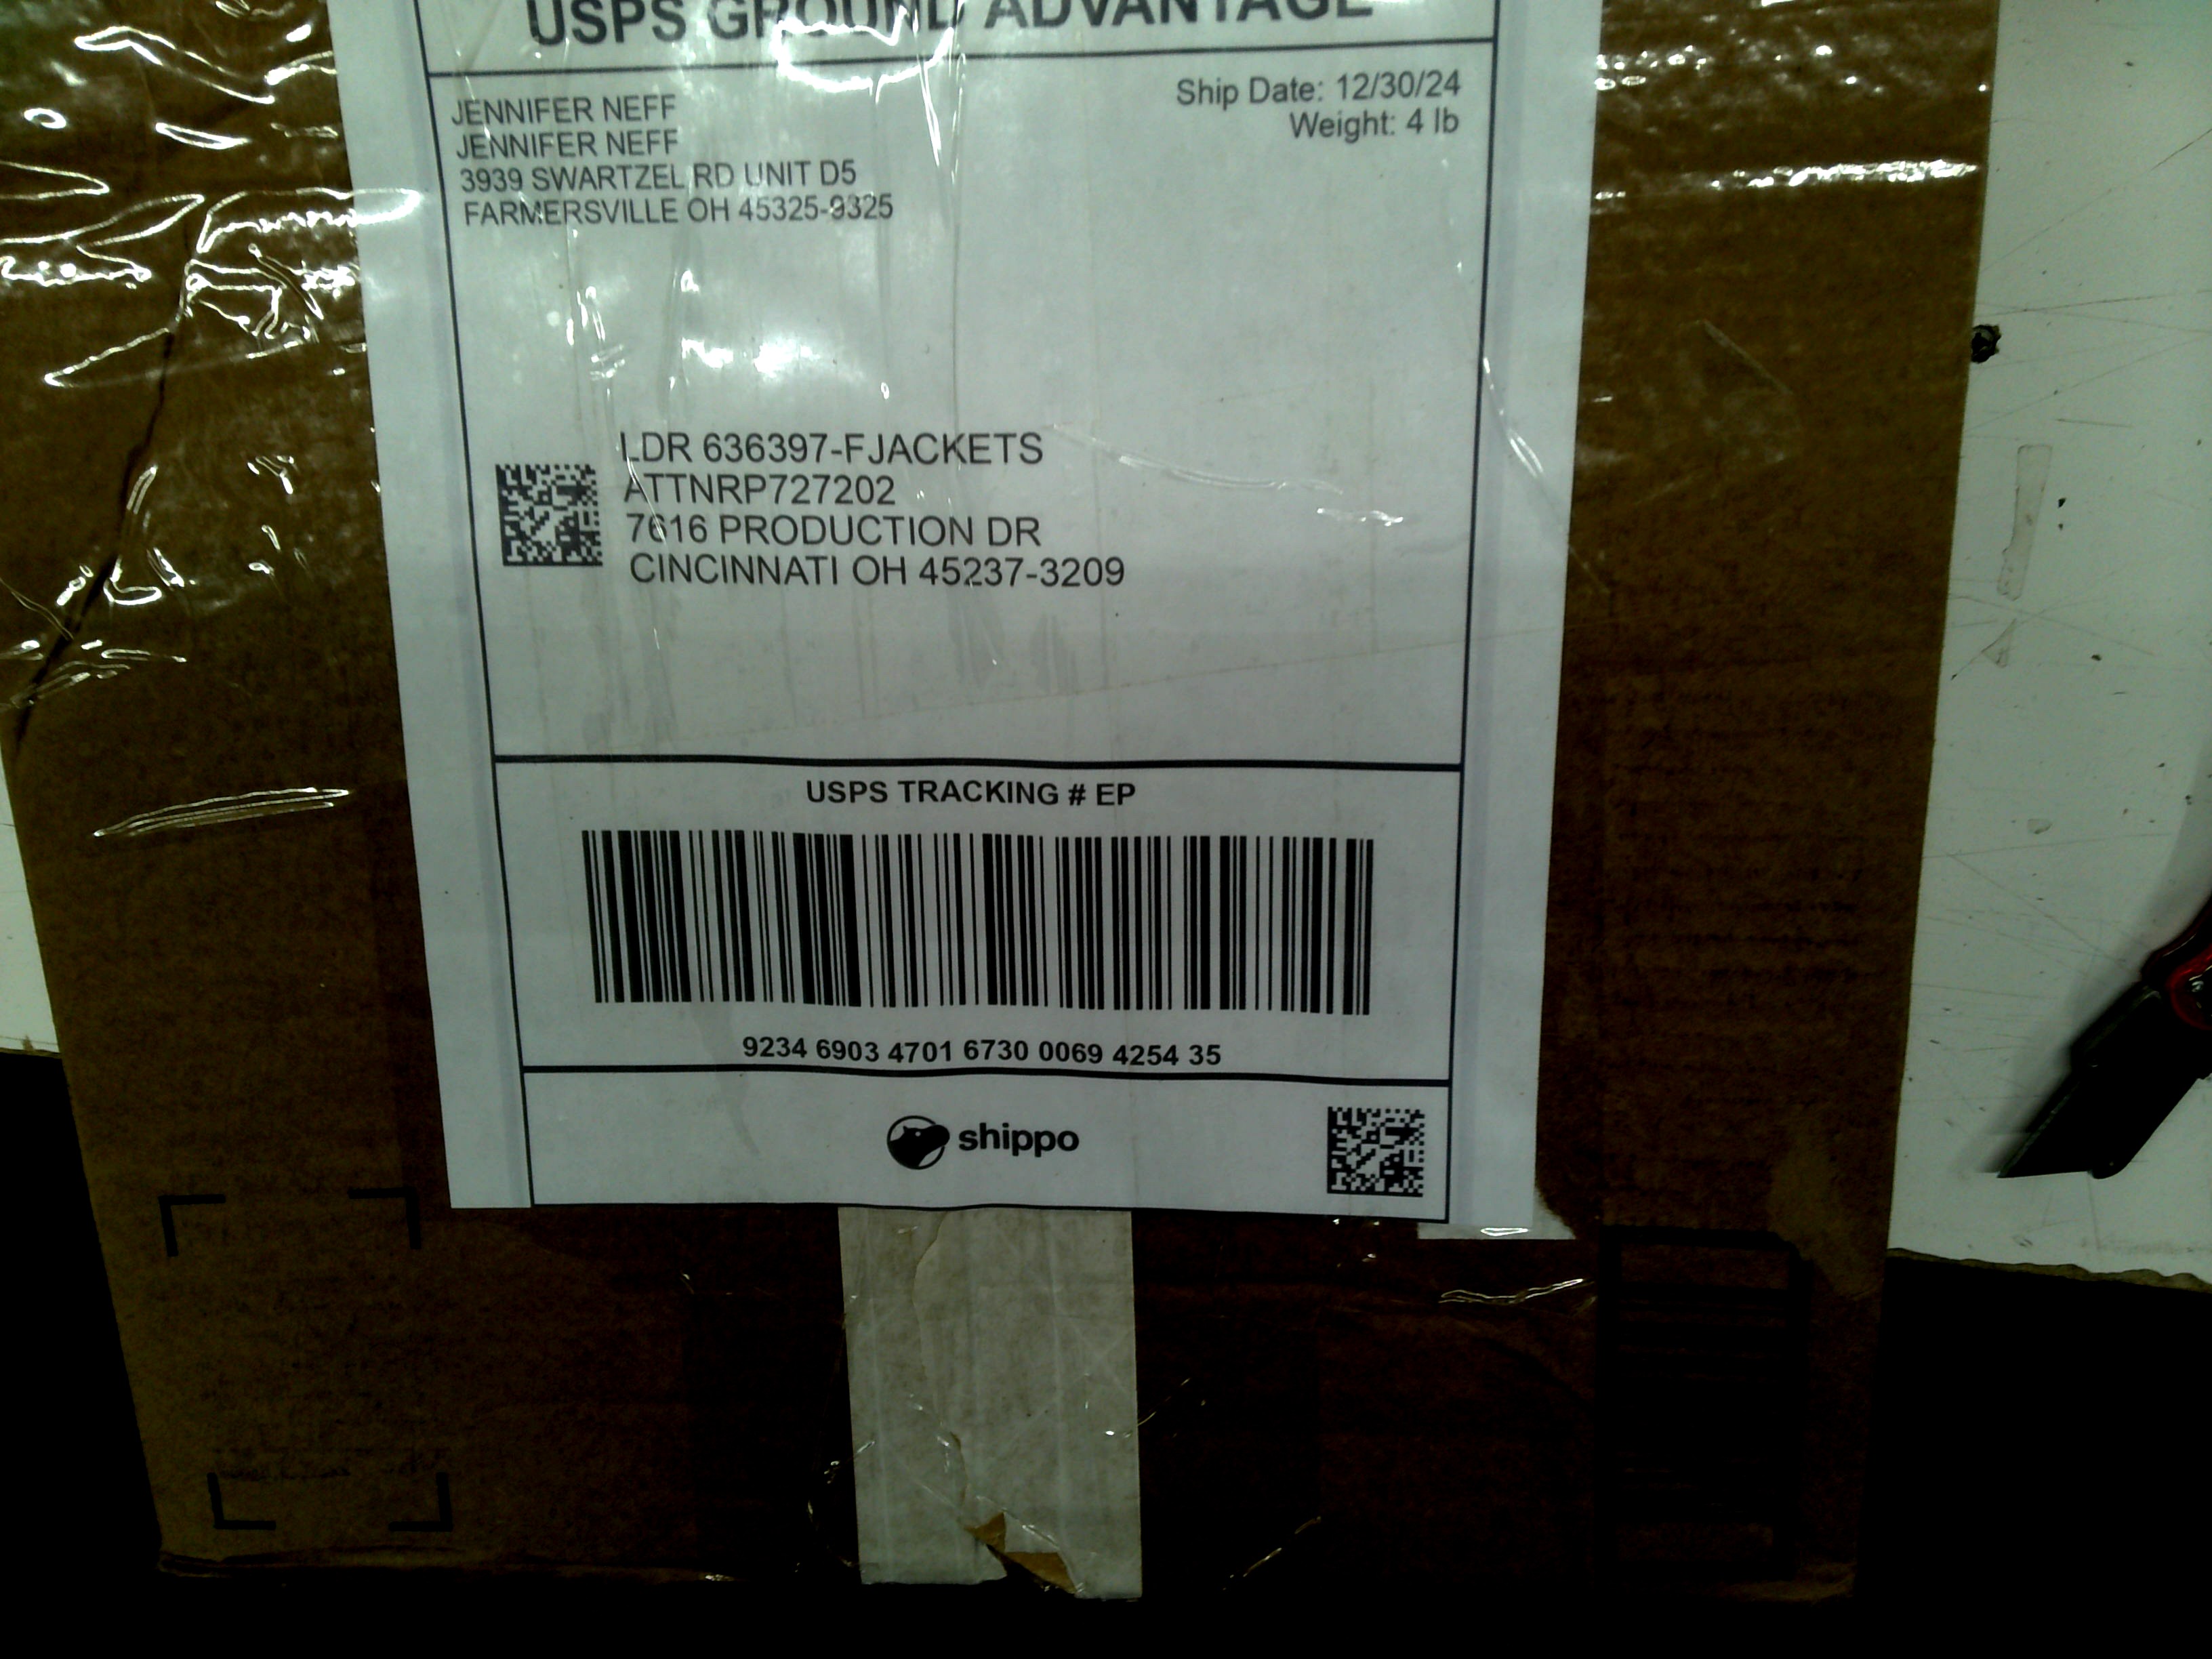 USPS GROUND ADVANTAGE
JENNIFER NEFF
JENNIFER NEFF
3939 SWARTZEL RD UNIT D5
FARMERSVILLE OH 45325-9325
Ship Date: 12/30/24
Weight: 4 lb
LDR 636397-FJACKETS
ATTNRP727202
7616 PRODUCTION DR
CINCINNATI OH 45237-3209
USPS TRACKING # EP
9234 6903 4701 6730 0069 4254 35
shippo